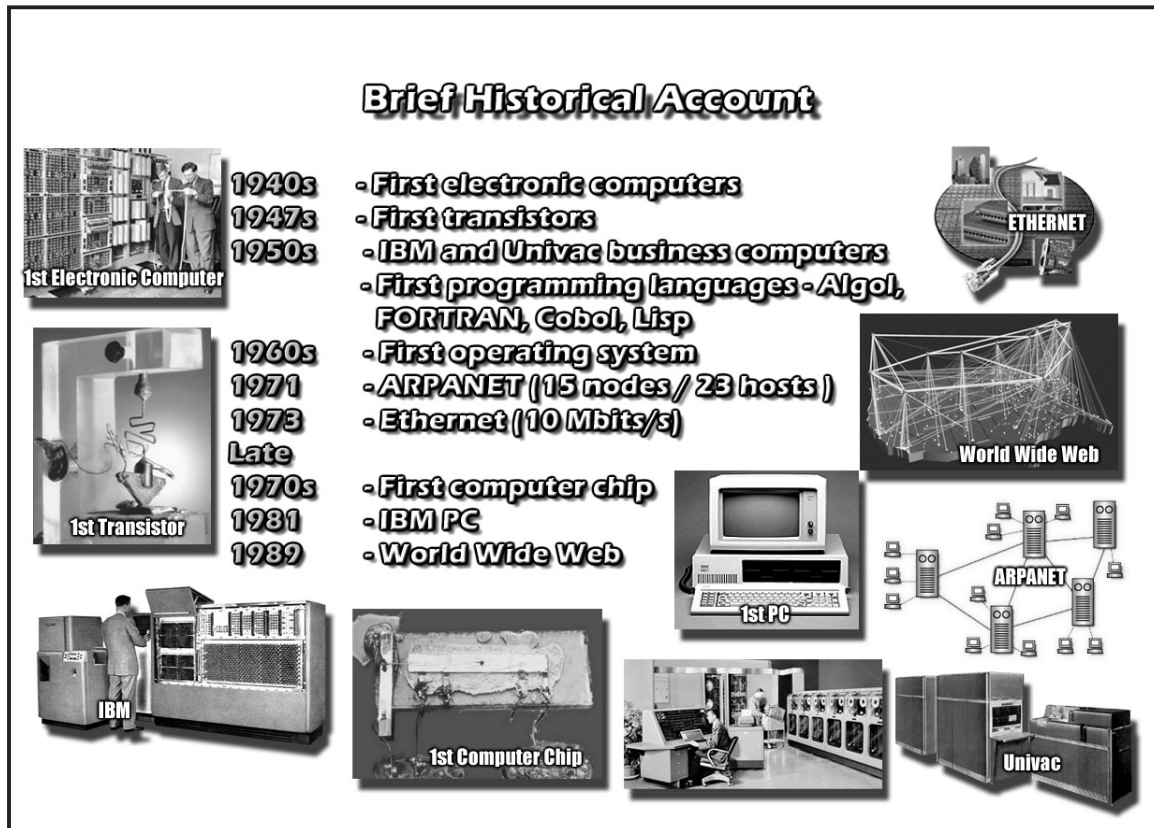 Brief Historical Account
1940s - First electronic computers
1947s - First transistors
1950s - IBM and Univac business computers
- First programming languages - Algol,
FORTRAN, Cobol, Lisp
1960s - First operating system
1971 - ARPANET (15 nodes / 23 hosts )
1973 - Ethernet (10 Mbits/s)
Late
1970s - First computer chip
1981 - IBM PC
1989 - World Wide Web
1st Electronic Computer
ETHERNET
1st Transistor
World Wide Web
1st PC
ARPANET
IBM
1st Computer Chip
Univac